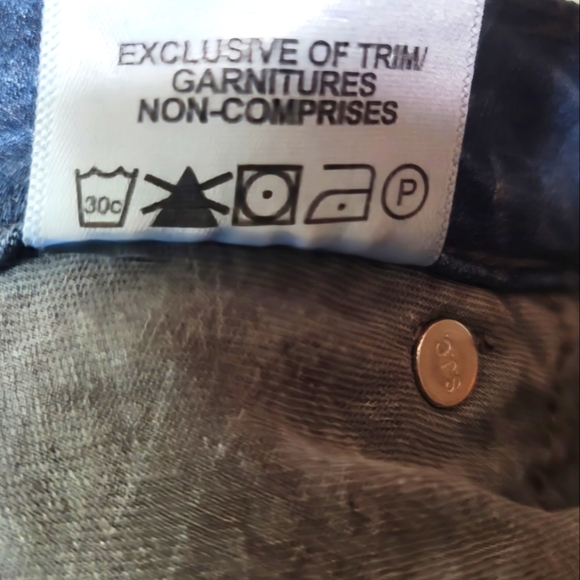 EXCLUSIVE OF TRIM/
GARNITURES
NON-COMPRISES
30c
P